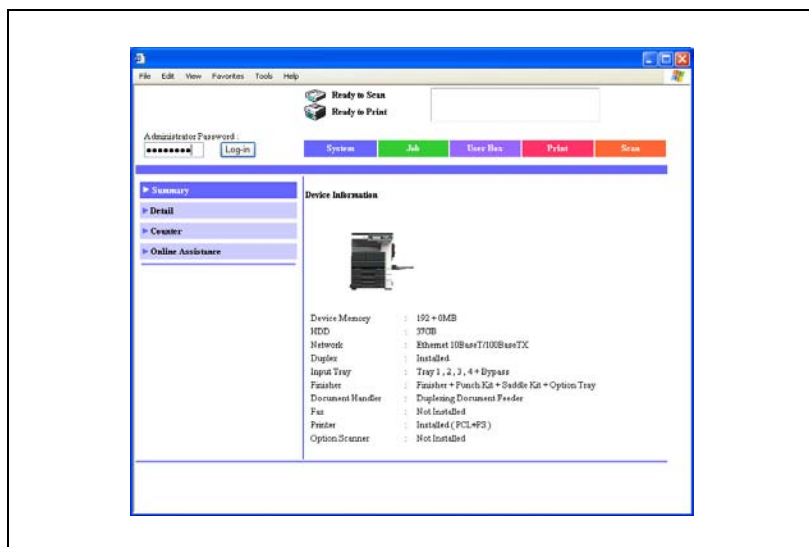 File Edit View Favorites Tools Help
Ready to Scan
Ready to Print
Administrator Password :
Log-in
System Job User Box Print Scan
Summary
Detail
Counter
Online Assistance
Device Information
Device Memory : 192 + 0MB
HDD : 37GB
Network : Ethernet 10BaseT/100BaseTX
Duplex : Installed
Input Tray : Tray 1 , 2 , 3 , 4 + Bypass
Finisher : Finisher + Punch Kit + Saddle Kit + Option Tray
Document Handler : Duplexing Document Feeder
Fax : Not Installed
Printer : Installed ( PCL+PS )
Option Scanner : Not Installed